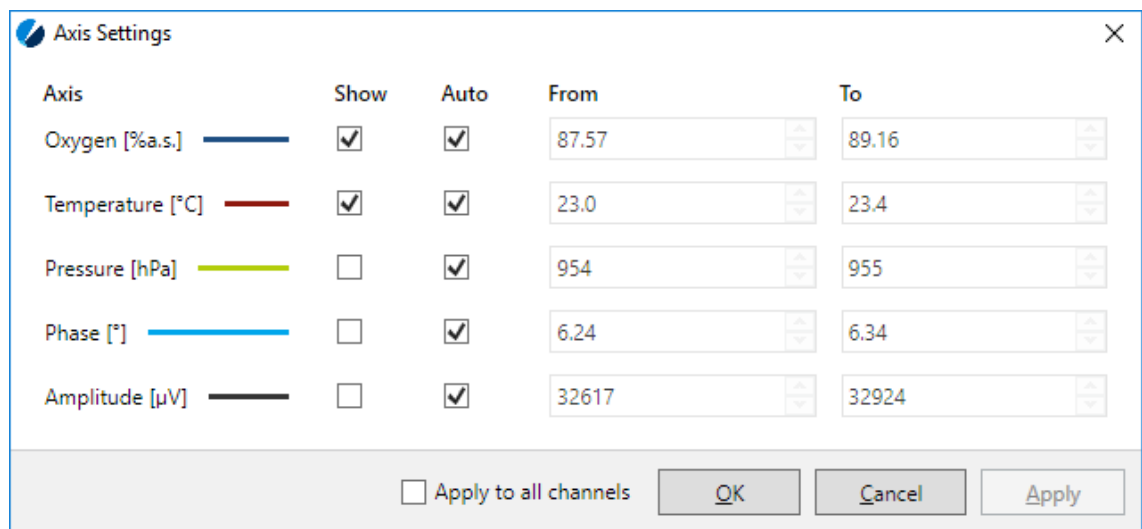 Axis Settings
Axis Show Auto From To
Oxygen [%a.s.] 87.57 89.16
Temperature [°C] 23.0 23.4
Pressure [hPa] 954 955
Phase [°] 6.24 6.34
Amplitude [µV] 32617 32924
Apply to all channels OK Cancel Apply